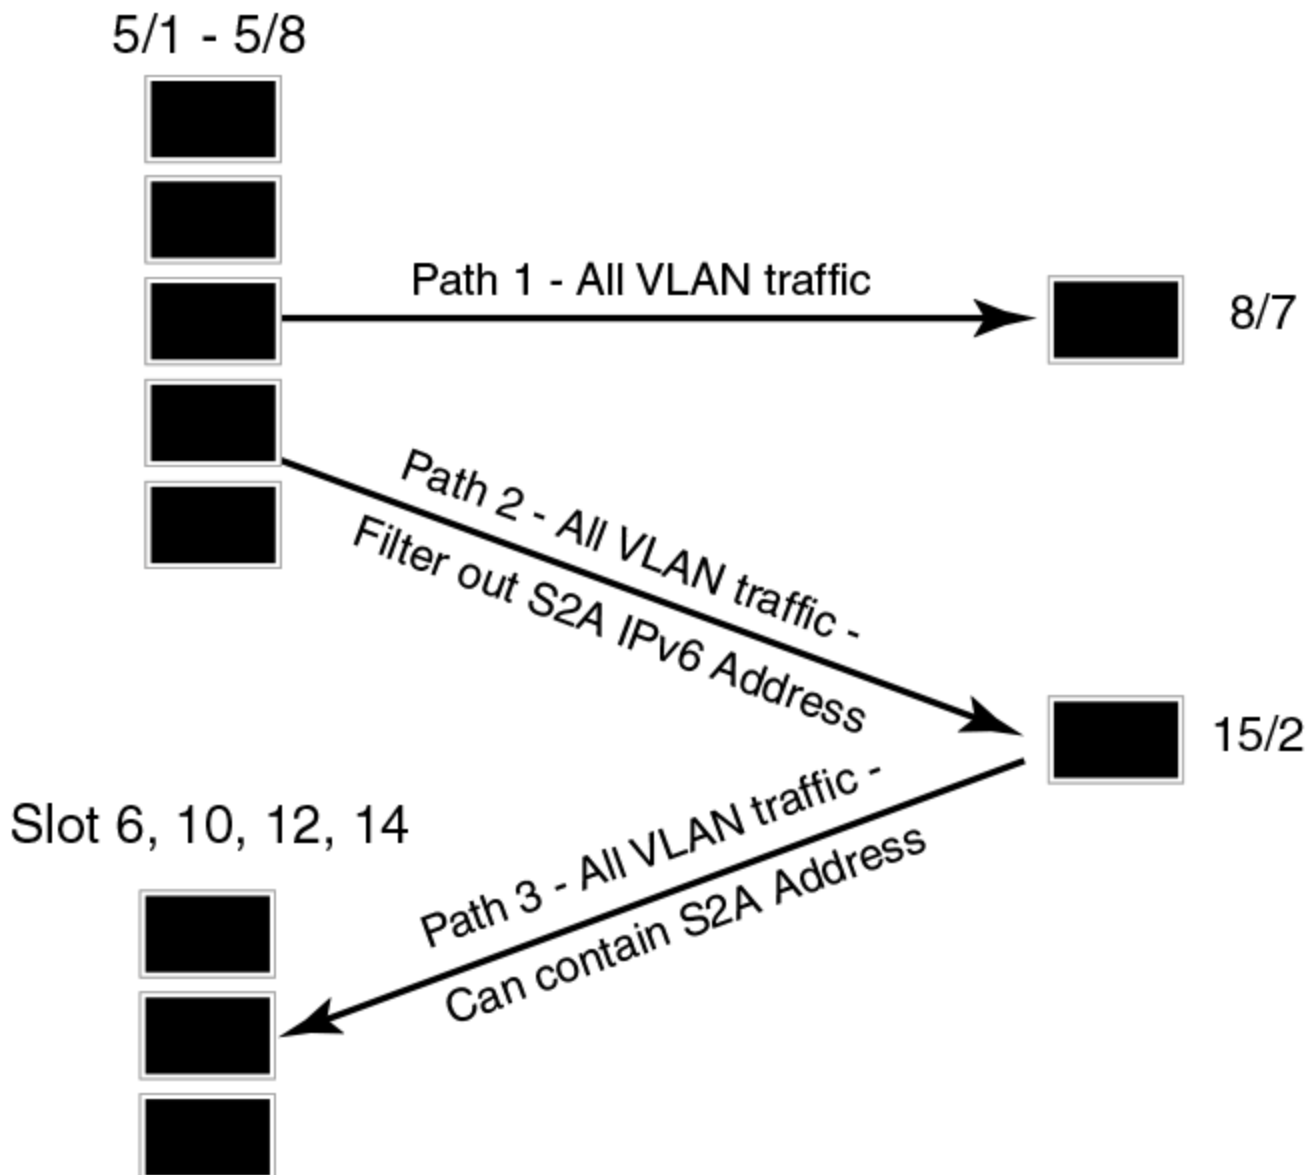 5/1 - 5/8
Path 1 - All VLAN traffic
8/7
Path 2 - All VLAN traffic -
Filter out S2A IPv6 Address
15/2
Path 3 - All VLAN traffic -
Can contain S2A Address
Slot 6, 10, 12, 14